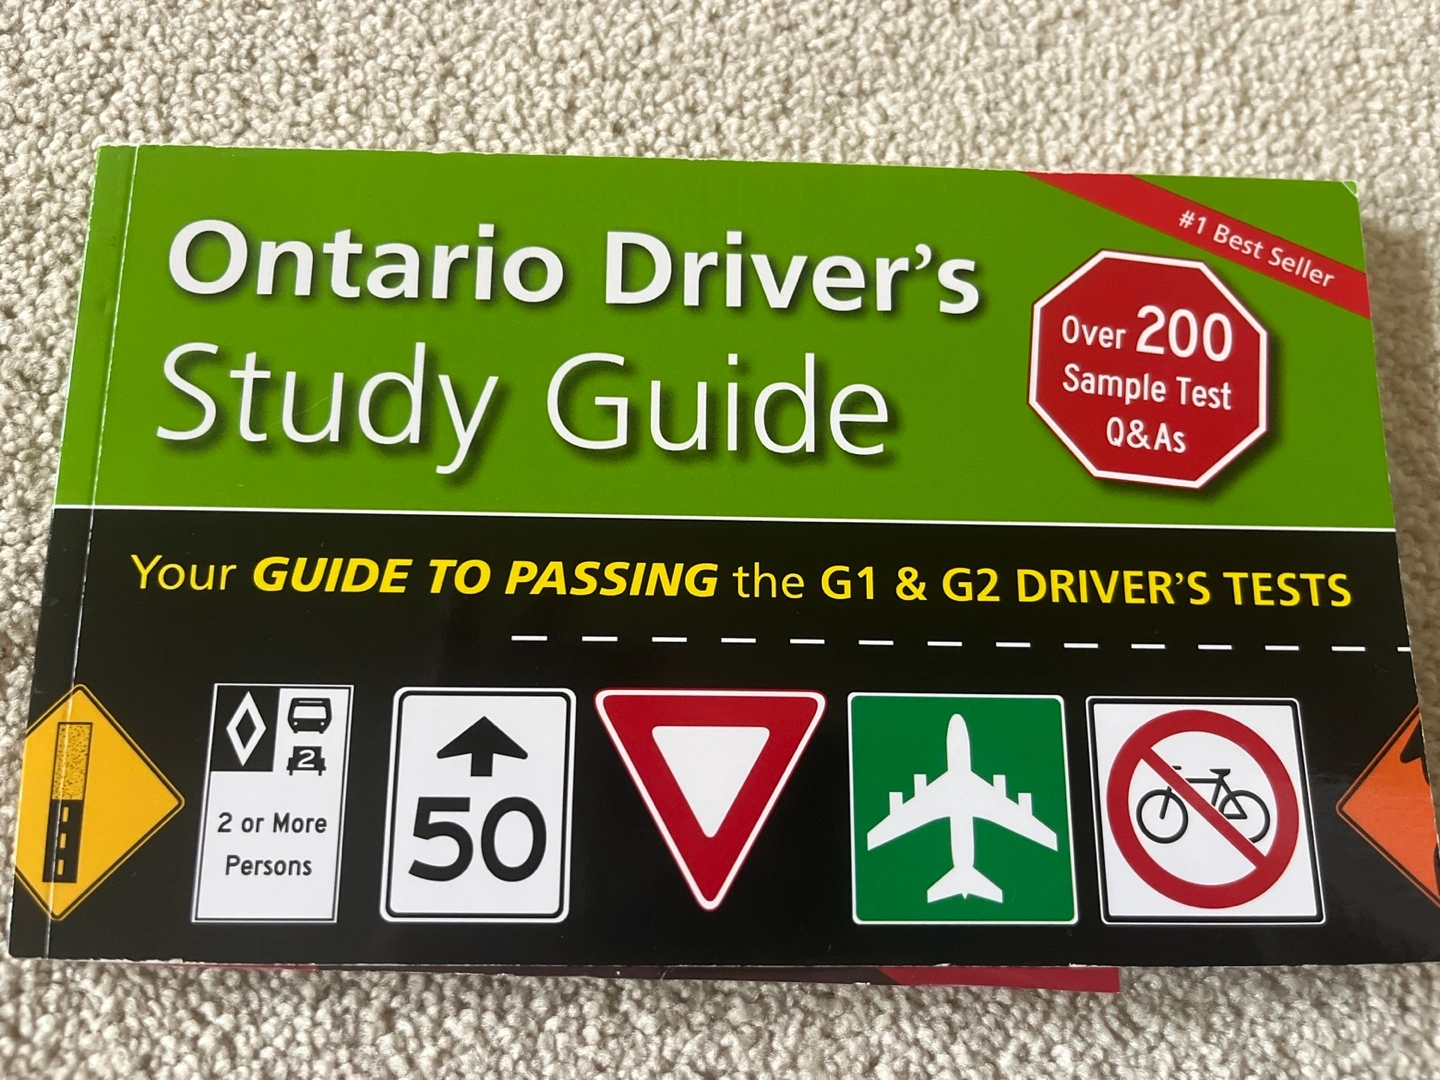 #1 Best Seller
Ontario Driver's
Study Guide
Over 200
Sample Test
Q&As
Your GUIDE TO PASSING the G1 & G2 DRIVER'S TESTS
2
2 or More
Persons
50